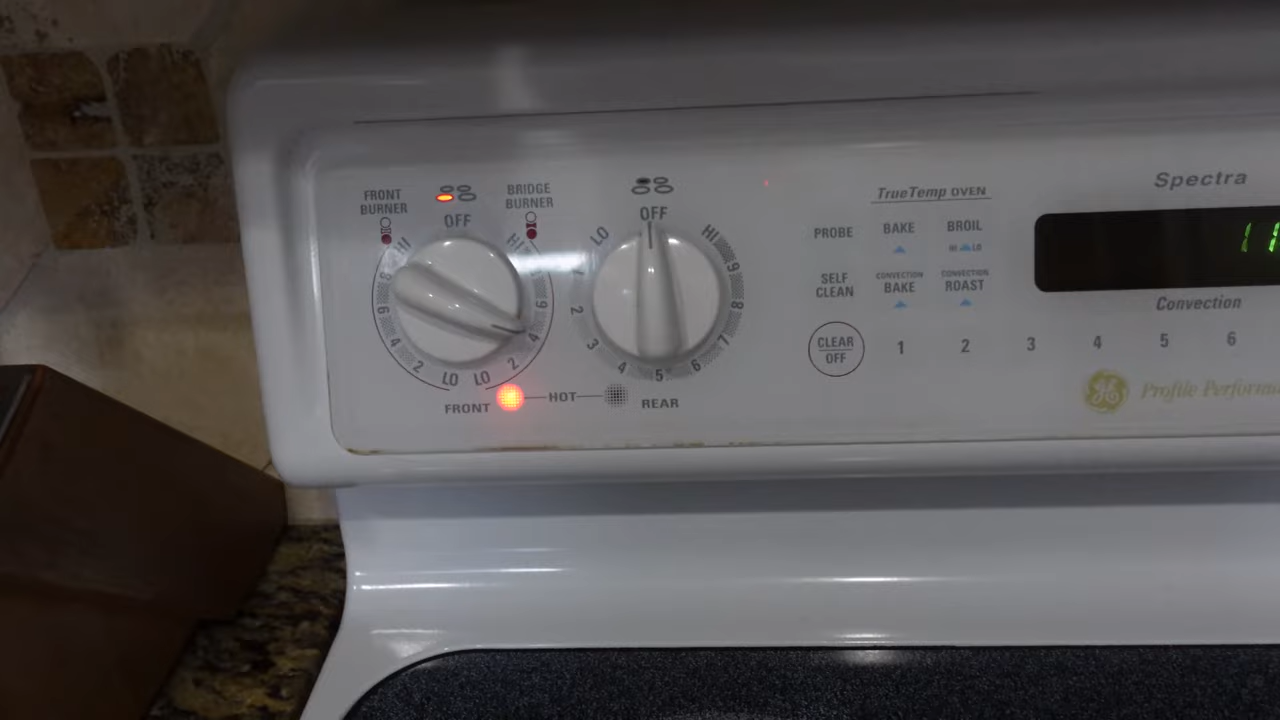 FRONT
BURNER
OFF
BRIDGE
BURNER
HI
8
6
4
2
LO
HI
6
4
2
LO
OFF
LO
2
3
4
5
6
7
8
9
HI
FRONT
HOT
REAR
PROBE
SELF
CLEAN
CLEAR
OFF
TrueTemp OVEN
BAKE
BROIL
HI LO
CONVECTION
BAKE
CONVECTION
ROAST
1 2 3 4 5 6
Spectra
Convection
GE
Profile